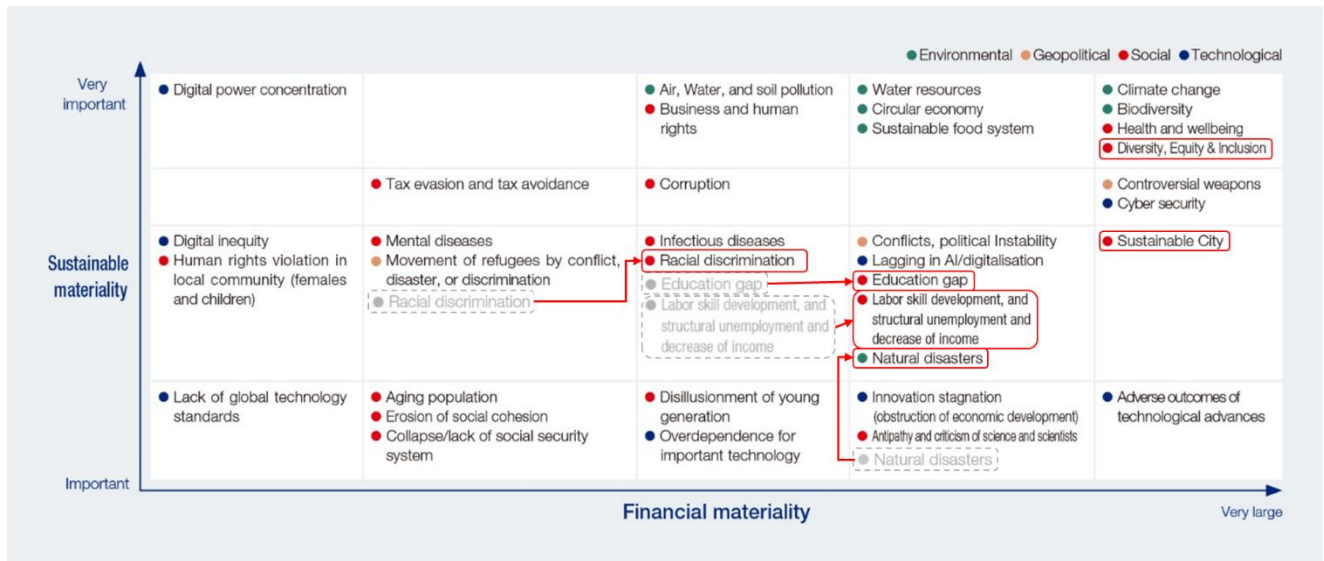 Environmental Geopolitical Social Technological
Very
important
Digital power concentration
Air, Water, and soil pollution
Business and human
rights
Water resources
Circular economy
Sustainable food system
Climate change
Biodiversity
Health and wellbeing
Diversity, Equity & Inclusion
Tax evasion and tax avoidance
Corruption
Controversial weapons
Cyber security
Sustainable
materiality
Digital inequity
Human rights violation in
local community (females
and children)
Mental diseases
Movement of refugees by conflict,
disaster, or discrimination
Racial discrimination
Infectious diseases
Racial discrimination
Education gap
Labor skill development, and
structural unemployment and
decrease of income
Conflicts, political Instability
Lagging in AI/digitalisation
Education gap
Labor skill development, and
structural unemployment and
decrease of income
Natural disasters
Sustainable City
Lack of global technology
standards
Aging population
Erosion of social cohesion
Collapse/lack of social security
system
Disillusionment of young
generation
Overdependence for
important technology
Innovation stagnation
(obstruction of economic development)
Antipathy and criticism of science and scientists
Natural disasters
Adverse outcomes of
technological advances
Important
Financial materiality
Very large